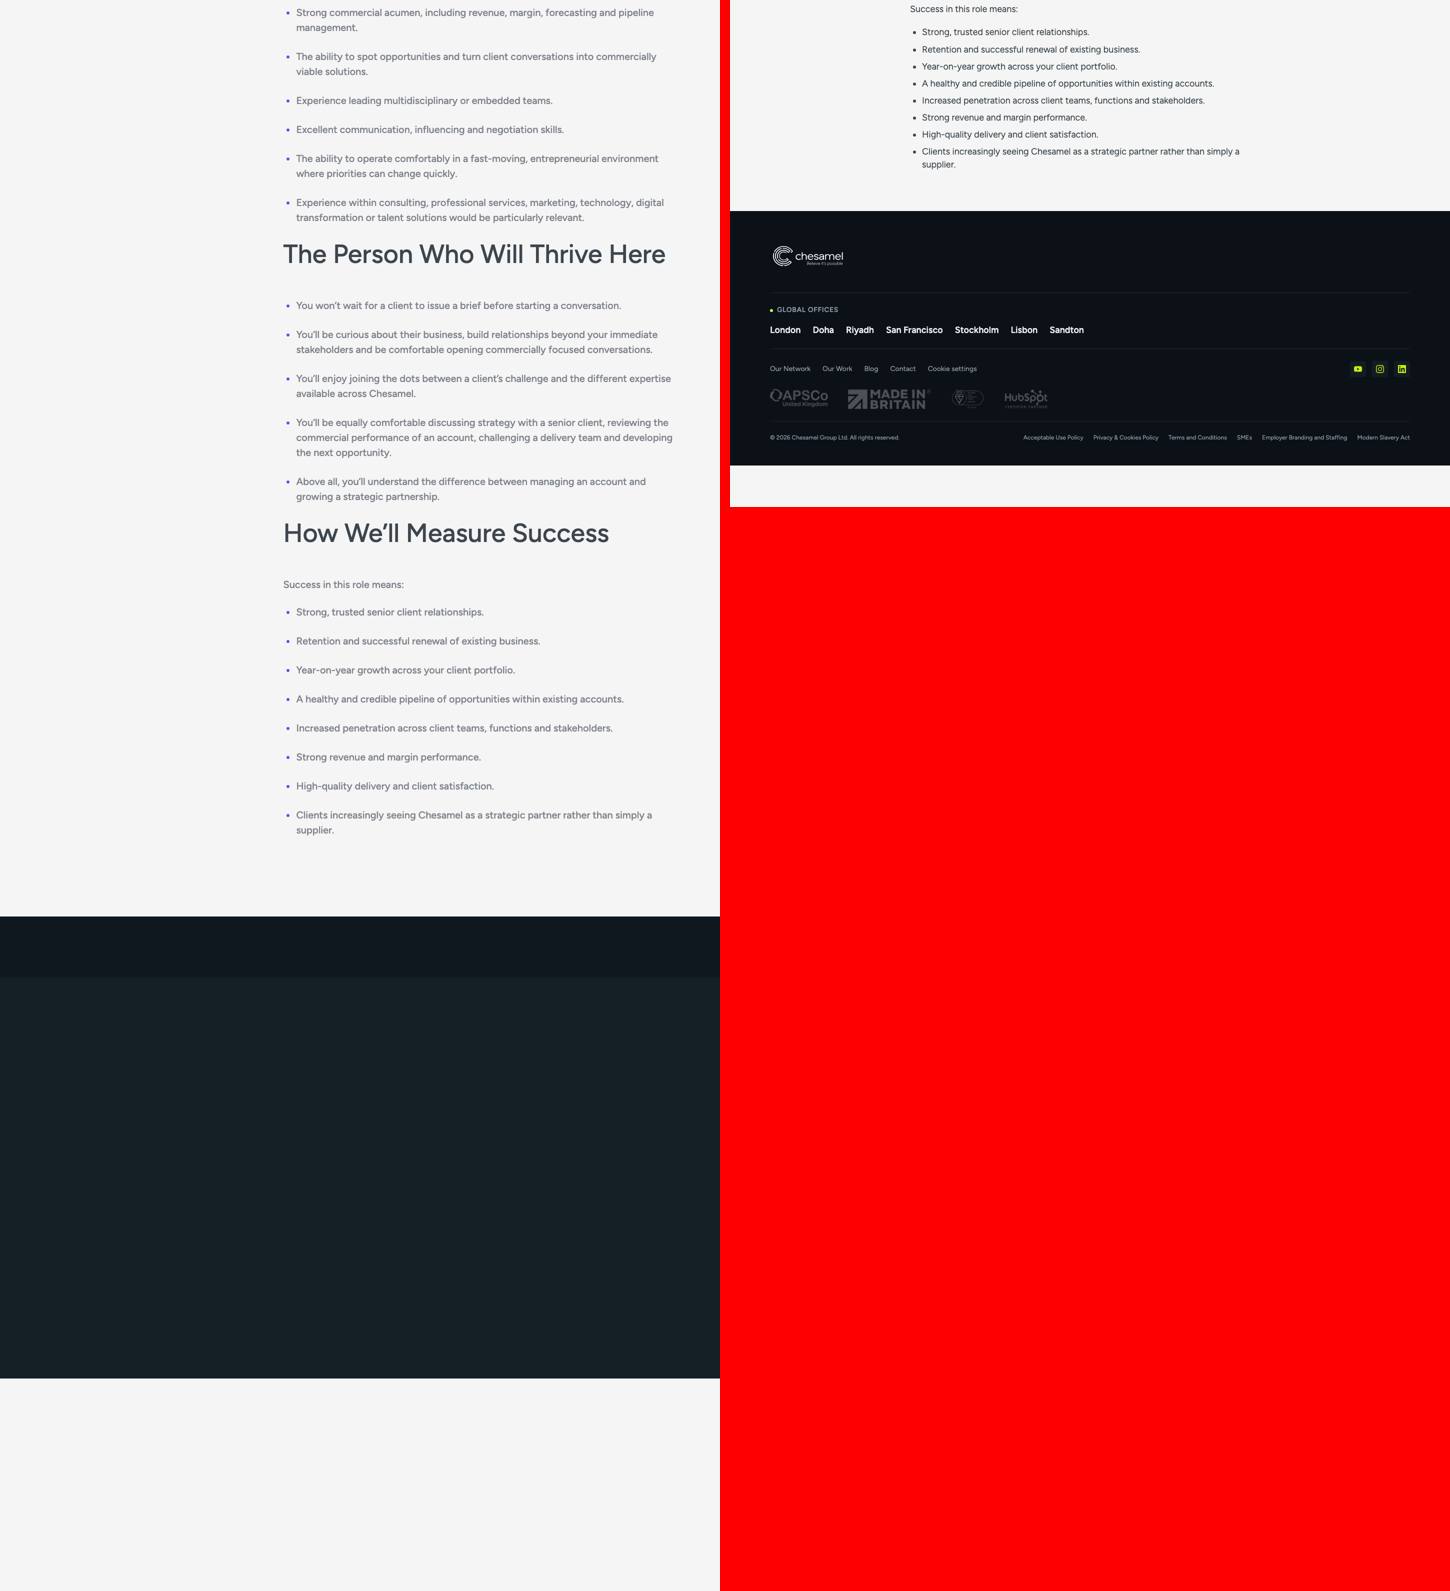 Strong commercial acumen, including revenue, margin, forecasting and pipeline
management.
The ability to spot opportunities and turn client conversations into commercially
viable solutions.
Experience leading multidisciplinary or embedded teams.
Excellent communication, influencing and negotiation skills.
The ability to operate comfortably in a fast-moving, entrepreneurial environment
where priorities can change quickly.
Experience within consulting, professional services, marketing, technology, digital
transformation or talent solutions would be particularly relevant.
The Person Who Will Thrive Here
You won’t wait for a client to issue a brief before starting a conversation.
You’ll be curious about their business, build relationships beyond your immediate
stakeholders and be comfortable opening commercially focused conversations.
You’ll enjoy joining the dots between a client’s challenge and the different expertise
available across Chesamel.
You’ll be equally comfortable discussing strategy with a senior client, reviewing the
commercial performance of an account, challenging a delivery team and developing
the next opportunity.
Above all, you’ll understand the difference between managing an account and
growing a strategic partnership.
How We’ll Measure Success
Success in this role means:
Strong, trusted senior client relationships.
Retention and successful renewal of existing business.
Year-on-year growth across your client portfolio.
A healthy and credible pipeline of opportunities within existing accounts.
Increased penetration across client teams, functions and stakeholders.
Strong revenue and margin performance.
High-quality delivery and client satisfaction.
Clients increasingly seeing Chesamel as a strategic partner rather than simply a
supplier.
Success in this role means:
Strong, trusted senior client relationships.
Retention and successful renewal of existing business.
Year-on-year growth across your client portfolio.
A healthy and credible pipeline of opportunities within existing accounts.
Increased penetration across client teams, functions and stakeholders.
Strong revenue and margin performance.
High-quality delivery and client satisfaction.
Clients increasingly seeing Chesamel as a strategic partner rather than simply a
supplier.
chesamel
Believe it's possible
GLOBAL OFFICES
London Doha Riyadh San Francisco Stockholm Lisbon Sandton
Our Network Our Work Blog Contact Cookie settings
APSCo
United Kingdom
MADE IN
BRITAIN
HubSpot
CERTIFIED PARTNER
© 2026 Chesamel Group Ltd. All rights reserved.
Acceptable Use Policy Privacy & Cookies Policy Terms and Conditions SMEs Employer Branding and Staffing Modern Slavery Act